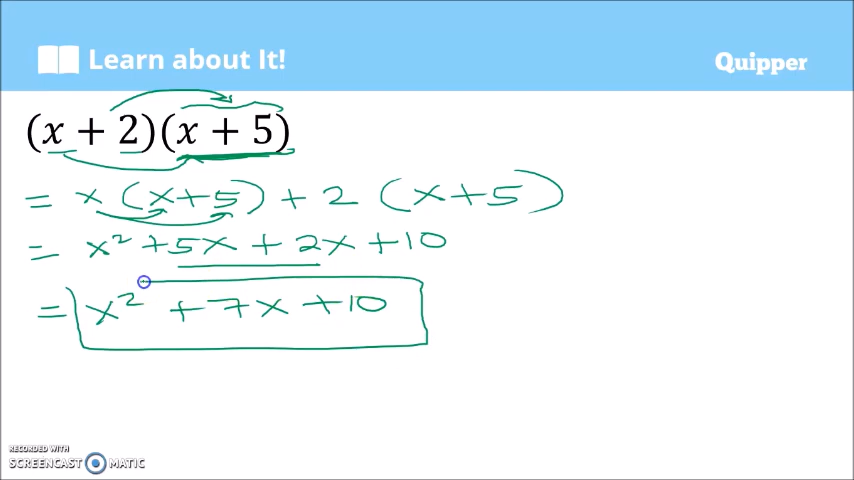 Learn about It!
Quipper
(x + 2)(x + 5)
= x (x+5) + 2 (x+5)
= x² +5x + 2x +10
= x² +7x +10
RECORDED WITH
SCREENCAST MATIC